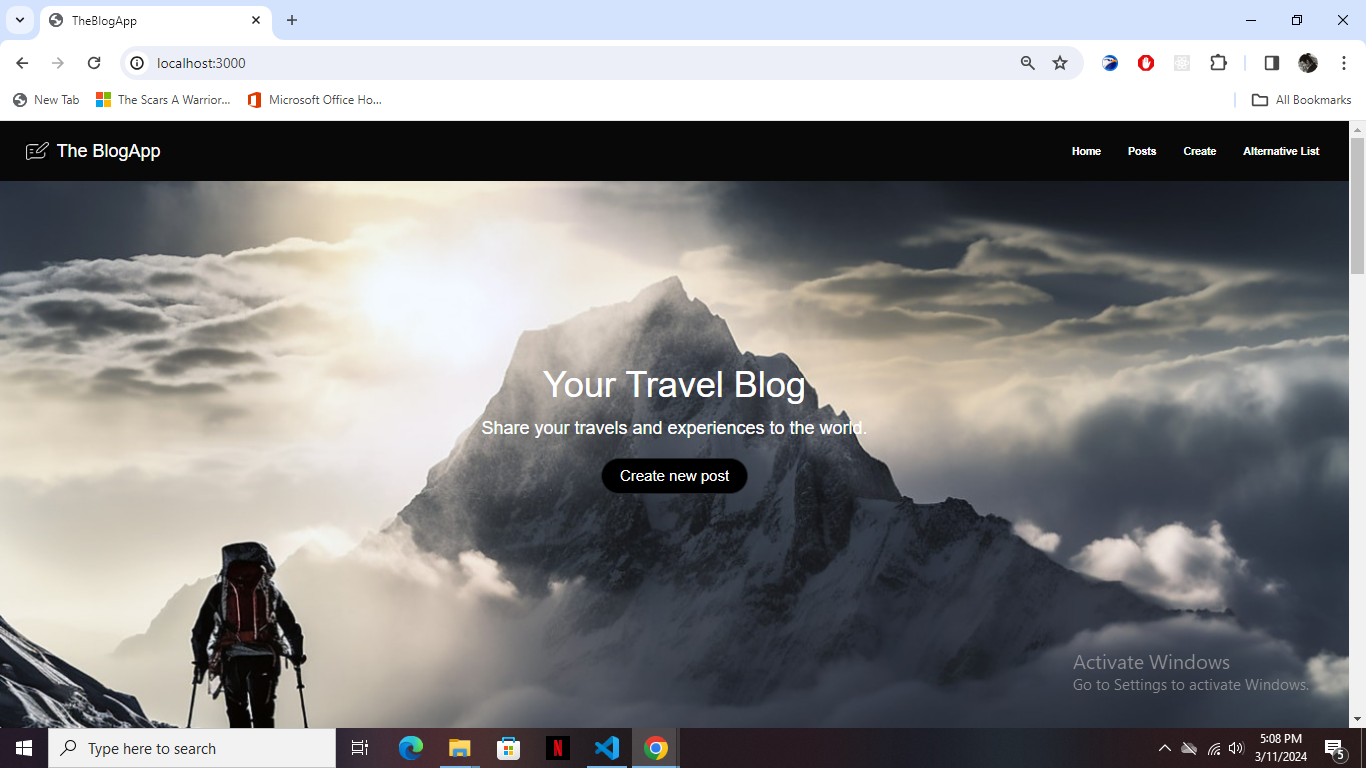 TheBlogApp
localhost:3000
New Tab
The Scars A Warrior...
Microsoft Office Ho...
All Bookmarks
The BlogApp
Home
Posts
Create
Alternative List
Your Travel Blog
Share your travels and experiences to the world.
Create new post
Activate Windows
Go to Settings to activate Windows.
Type here to search
N
5:08 PM
3/11/2024
5